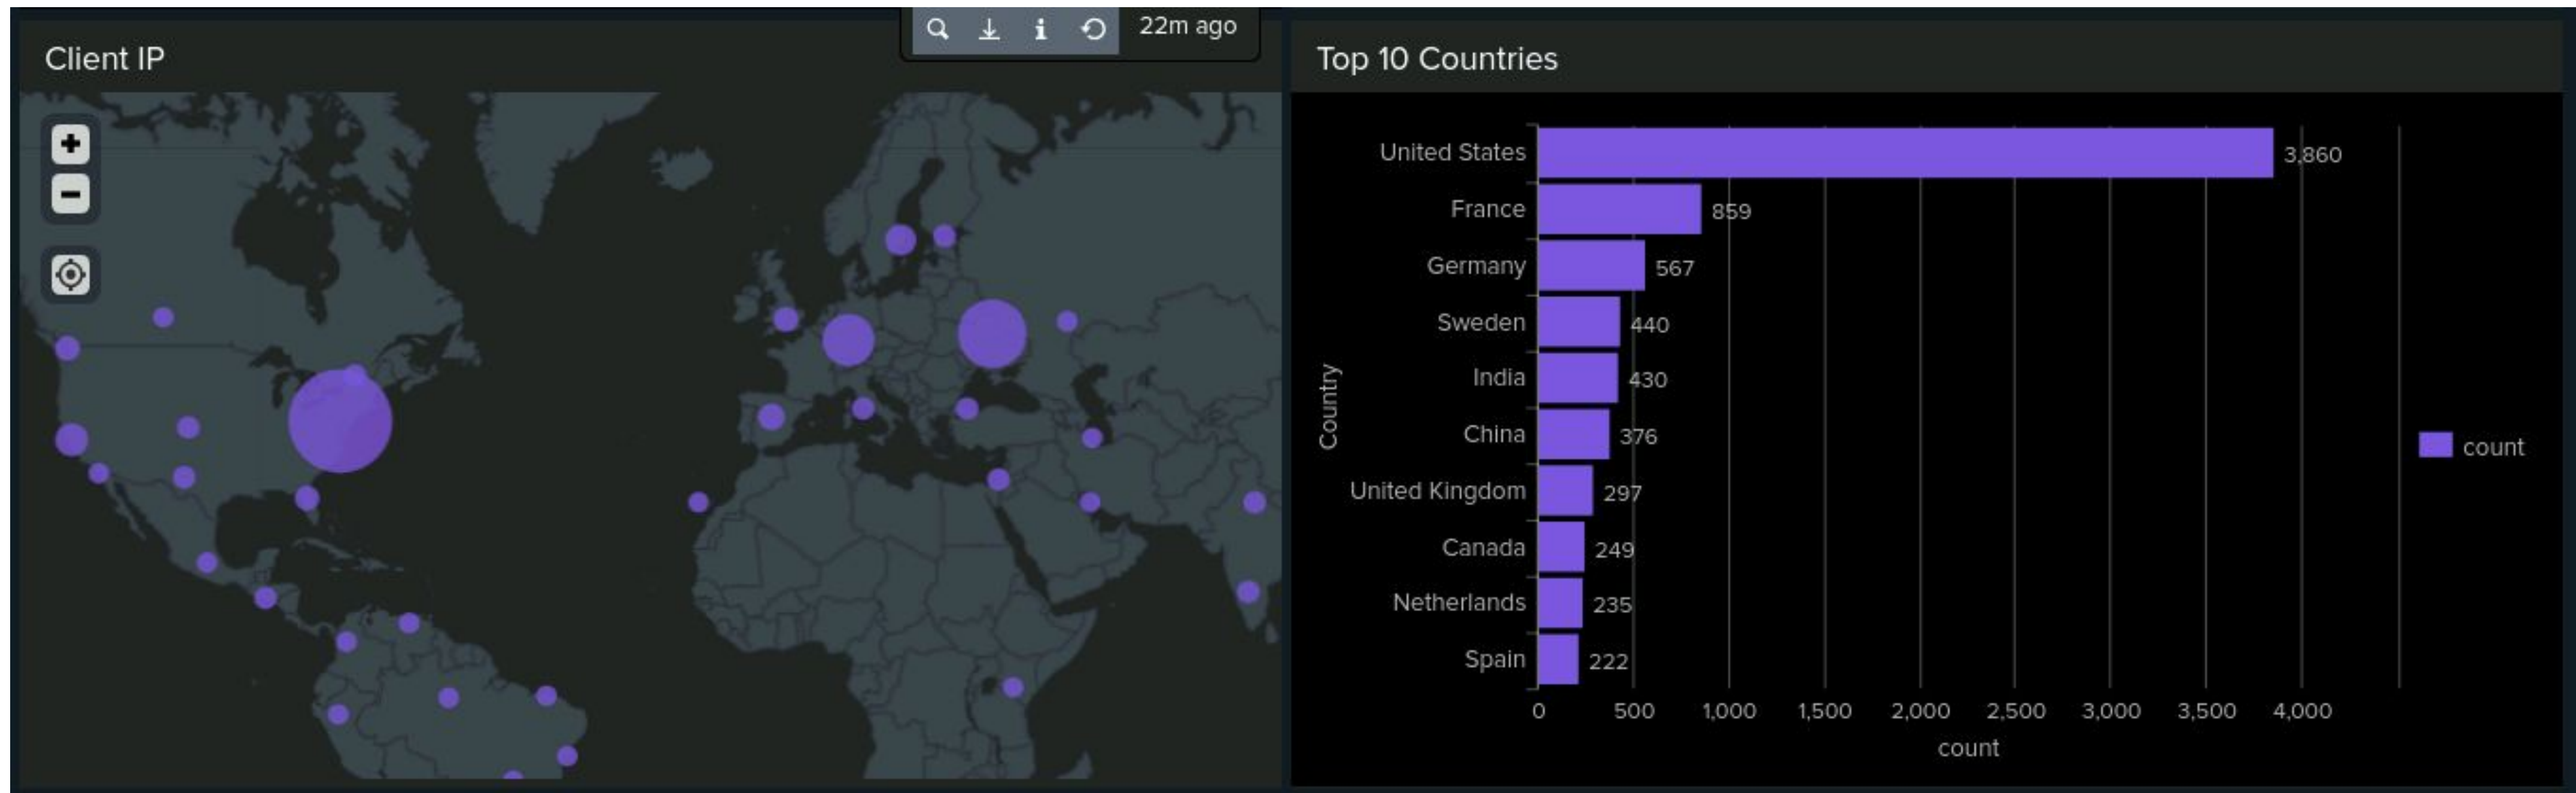 Client IP
22m ago
Top 10 Countries
United States
3,860
France
859
Germany
567
Sweden
440
India
430
China
376
United Kingdom
297
Canada
249
Netherlands
235
Spain
222
Country
0 500 1,000 1,500 2,000 2,500 3,000 3,500 4,000
count
count